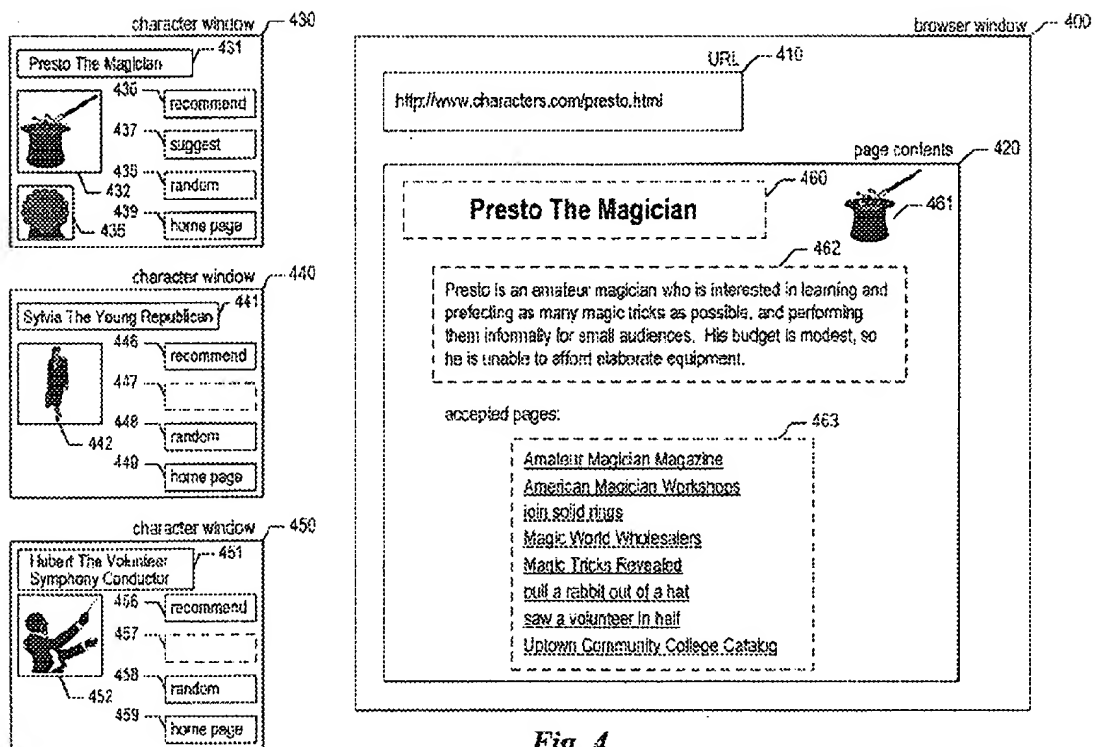 character window
430
431
Presto The Magician
436
recommend
437
suggest
438
random
432
439
home page
435
character window
440
441
Sylvia The Young Republican
446
recommend
447
448
442
random
449
home page
character window
450
451
Hubert The Volunteer
Symphony Conductor
456
recommend
457
458
452
random
459
home page
browser window
400
URL
410
http://www.characters.com/presto.html
page contents
420
460
Presto The Magician
461
462
Presto is an amateur magician who is interested in learning and
prefecting as many magic tricks as possible, and performing
them informally for small audiences. His budget is modest, so
he is unable to afford elaborate equipment.
accepted pages:
463
Amateur Magician Magazine
American Magician Workshops
join solid rings
Magic World Wholesalers
Magic Tricks Revealed
pull a rabbit out of a hat
saw a volunteer in half
Uptown Community College Catalog
Fig. 4